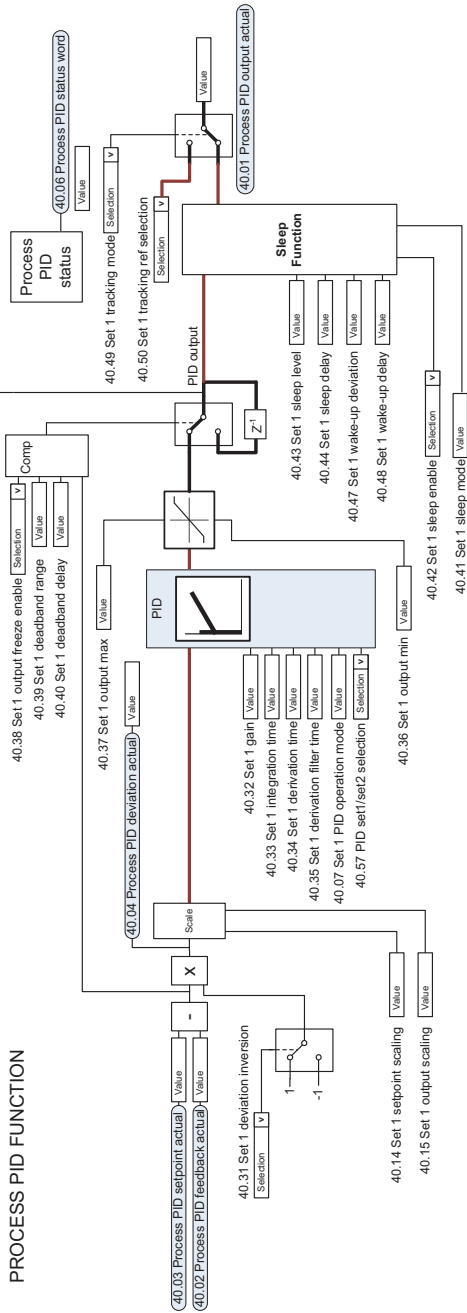 PROCESS PID FUNCTION
40.03 Process PID setpoint actual Value
40.02 Process PID feedback actual Value
-
X
40.31 Set 1 deviation inversion
Selection v
1
-1
Scale
40.14 Set 1 setpoint scaling Value
40.15 Set 1 output scaling Value
40.04 Process PID deviation actual Value
40.38 Set 1 output freeze enable Selection v
40.39 Set 1 deadband range Value
40.40 Set 1 deadband delay Value
Comp
40.37 Set 1 output max Value
PID
40.32 Set 1 gain Value
40.33 Set 1 integration time Value
40.34 Set 1 derivation time Value
40.35 Set 1 derivation filter time Value
40.07 Set 1 PID operation mode Value
40.57 PID set1/set2 selection Selection v
40.36 Set 1 output min Value
Z-1
PID output
Process
PID
status
40.06 Process PID status word
Value
40.49 Set 1 tracking mode Selection v
40.50 Set 1 tracking ref selection
Selection v
Value
40.01 Process PID output actual
Sleep
Function
40.43 Set 1 sleep level Value
40.44 Set 1 sleep delay Value
40.47 Set 1 wake-up deviation Value
40.48 Set 1 wake-up delay Value
40.42 Set 1 sleep enable Selection v
40.41 Set 1 sleep mode Value